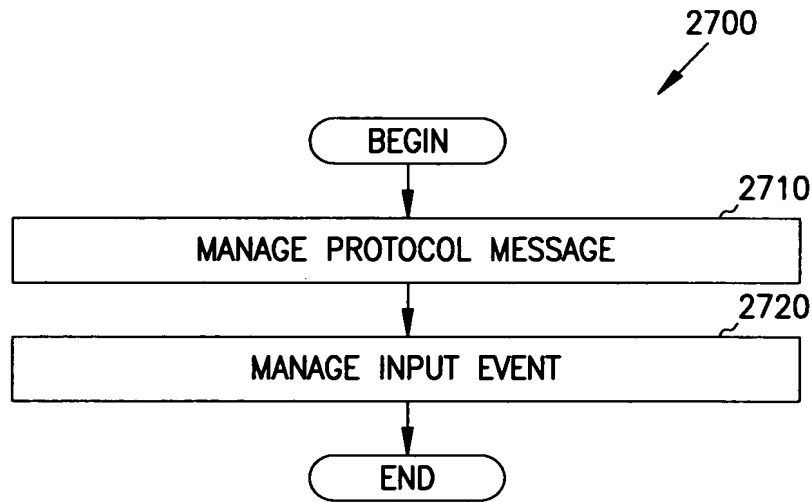 2700
BEGIN
2710
MANAGE PROTOCOL MESSAGE
2720
MANAGE INPUT EVENT
END